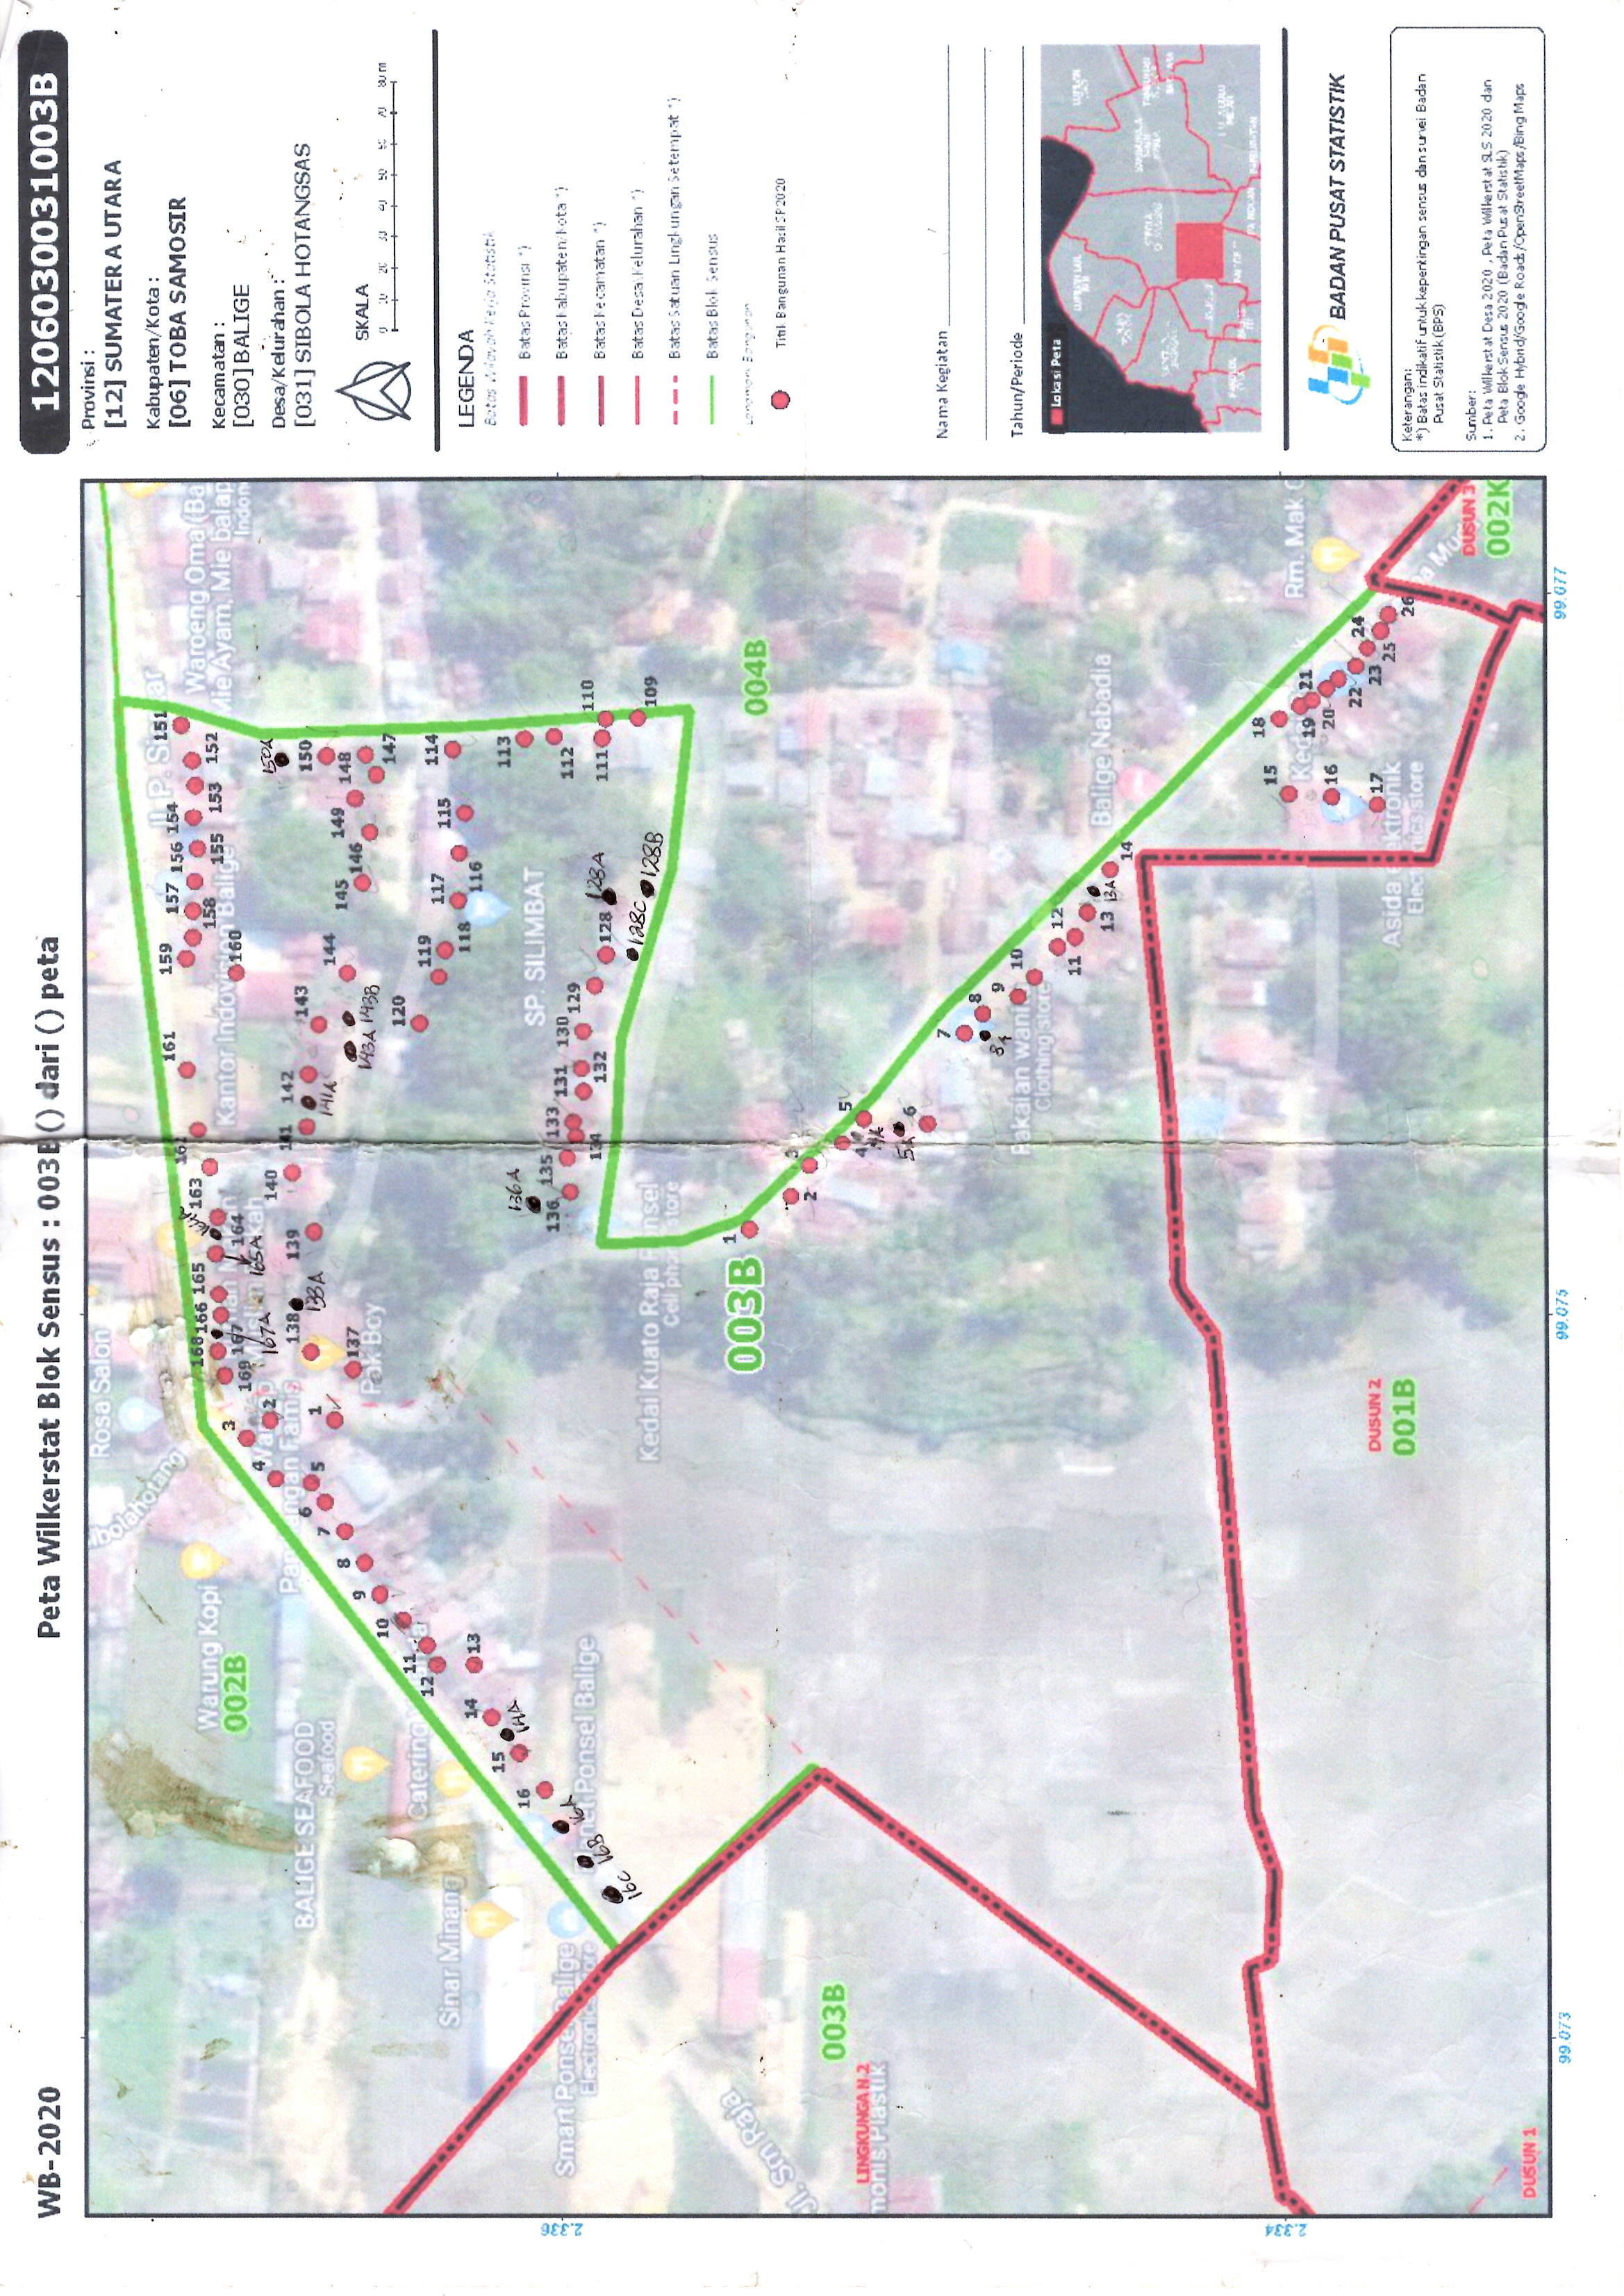 WB-2020
Peta Wilkerstat Blok Sensus : 003B () dari () peta
1206030031003B
Provinsi :
[12] SUMATERA UTARA
Kabupaten/Kota :
[06] TOBA SAMOSIR
Kecamatan :
[030] BALIGE
Desa/Kelurahan :
[031] SIBOLA HOTANGSAS
SKALA
0 10 20 30 40 50 60 70 80 m
LEGENDA
Batas Wilayah Kerja Statistik
Batas Provinsi *)
Batas Kabupaten/Kota *)
Batas Kecamatan *)
Batas Desa\Kelurahan *)
Batas Satuan Lingkungan Setempat *)
Batas Blok Sensus
Landmark Bangunan
Titik Bangunan Hasil SP2020
Nama Kegiatan
Tahun/Periode
Lokasi Peta
BADAN PUSAT STATISTIK
Keterangan:
*) Batas indikatif untuk kepentingan sensus dan survei Badan
Pusat Statistik (BPS)
Sumber:
1. Peta Wilkerstat Desa 2020 , Peta Wilkerstat SLS 2020 dan
Peta Blok Sensus 2020 (Badan Pusat Statistik)
2. Google Hybrid/Google Roads/OpenStreetMaps/Bing Maps
Rosa Salon
bolahotang
Warung Kopi
002B
BALIGE SEAFOOD
Seafood
Catering
Sinar Minang
Smart Ponsel Balige
Electronics store
Ponsel Balige
Jl. Sm Raja
003B
LINGKUNGAN 2
monis Plastik
Pak Boy
Kantor Indovision Balige
Waroeng Oma (Ba
Mie Ayam, Mie balap
Indon
SP. SILIMBAT
Kedai Kuato Raja Ponsel
Cell phone store
003B
004B
Pakaian wanita
Clothing store
Balige Nabadia
Rm. Mak
Asida elektronik
Electronics store
DUSUN 2
001B
DUSUN 1
DUSUN 3
002K
168 166 165 164A 163 161 159 157 156 154 151
169 167 164 158 155 153 152
167A 165A 160
3 4 2
140 150A
6 5 138 139 141 142 143 150
7 1 138A 141A 144 145 149 148
8 137 143A 143B 146 147
9
10
11 120
12 119 117 115 114
14 13 118 116
15 14A 113
16 136A
136 135 133 131 130 129 112
16A 134 132 128 128A 111 110
16B 128C 128B 109
16C
1
2 3
4 5
4A
5A 6
7
8
8A 9
10
12
11
13 13A
14
15 18
19 21
16 20
22 24
17 23 25
26
2.336
2.334
99.073
99.075
99.077